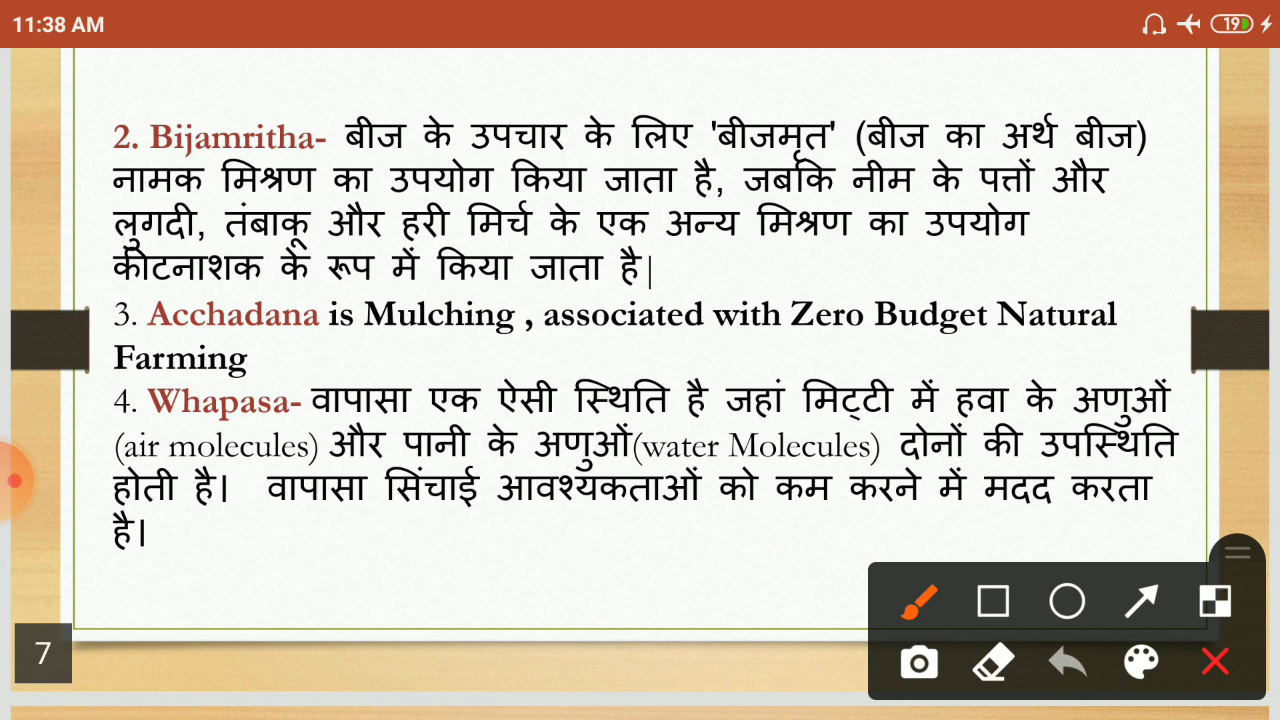 11:38 AM
19
2. Bijamritha- बीज के उपचार के लिए 'बीजमृत' (बीज का अर्थ बीज)
नामक मिश्रण का उपयोग किया जाता है, जबकि नीम के पत्तों और
लुगदी, तंबाकू और हरी मिर्च के एक अन्य मिश्रण का उपयोग
कीटनाशक के रूप में किया जाता है|
3. Acchadana is Mulching , associated with Zero Budget Natural
Farming
4. Whapasa- वापासा एक ऐसी स्थिति है जहां मिट्टी में हवा के अणुओं
(air molecules) और पानी के अणुओं(water Molecules) दोनों की उपस्थिति
होती है। वापासा सिंचाई आवश्यकताओं को कम करने में मदद करता
है।
7